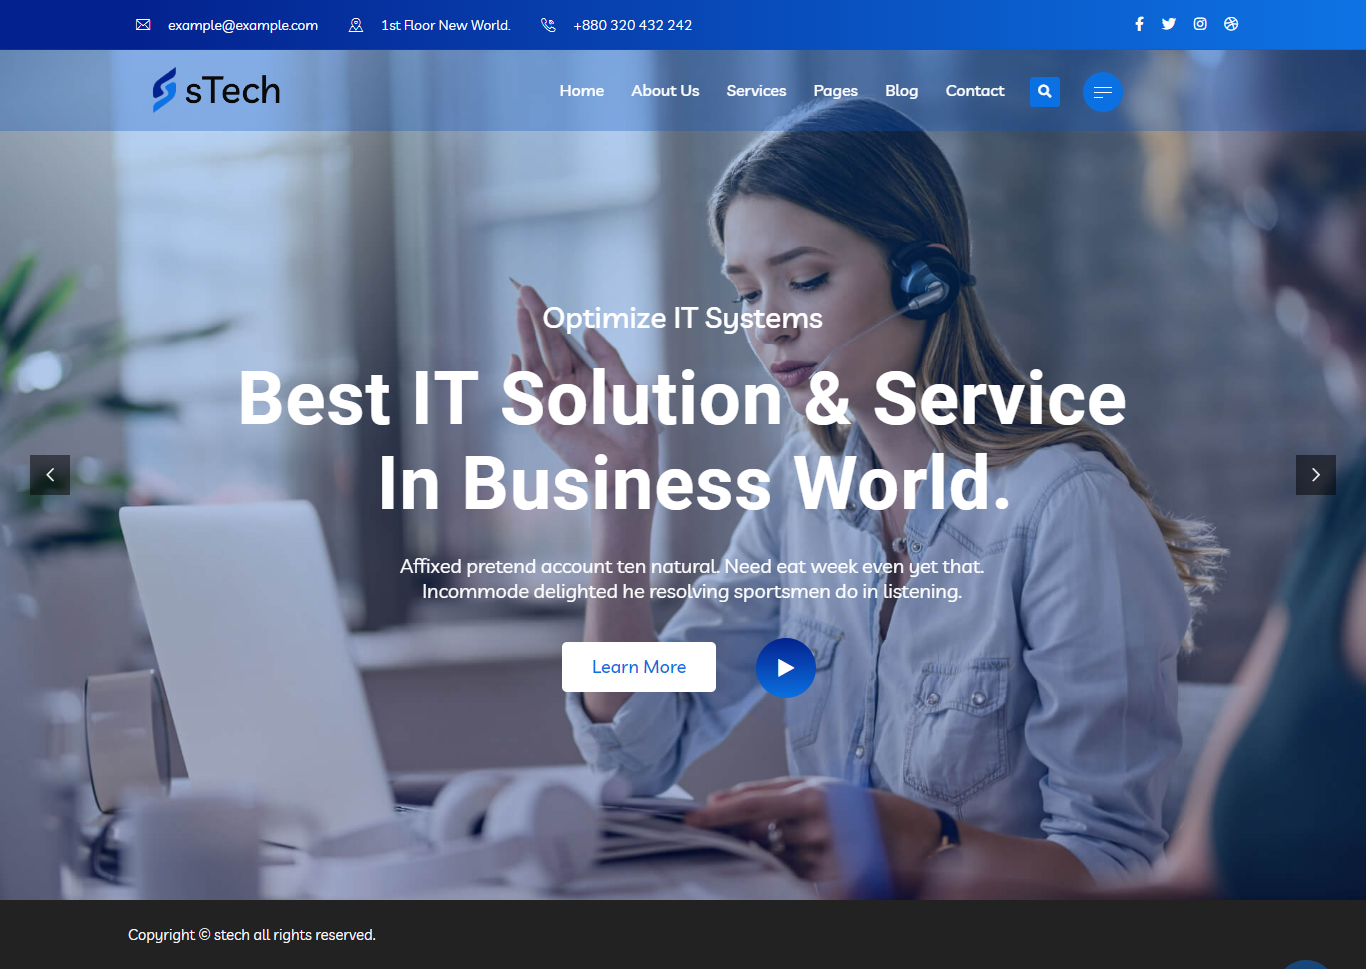 example@example.com
1st Floor New World.
+880 320 432 242
sTech
Home
About Us
Services
Pages
Blog
Contact
Optimize IT Systems
Best IT Solution & Service
In Business World.
Affixed pretend account ten natural. Need eat week even yet that.
Incommode delighted he resolving sportsmen do in listening.
Learn More
Copyright © stech all rights reserved.